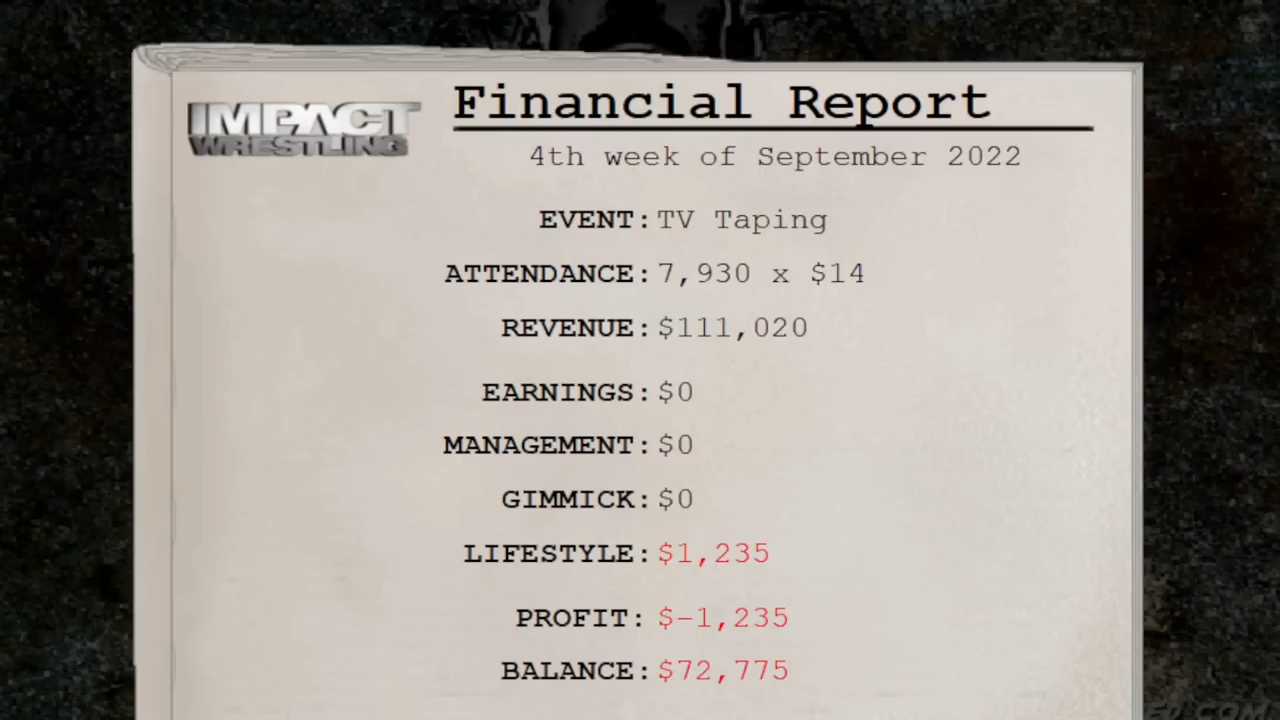 IMPACT
WRESTLING
Financial Report
4th week of September 2022
EVENT: TV Taping
ATTENDANCE: 7,930 x $14
REVENUE: $111,020
EARNINGS: $0
MANAGEMENT: $0
GIMMICK: $0
LIFESTYLE: $1,235
PROFIT: $-1,235
BALANCE: $72,775